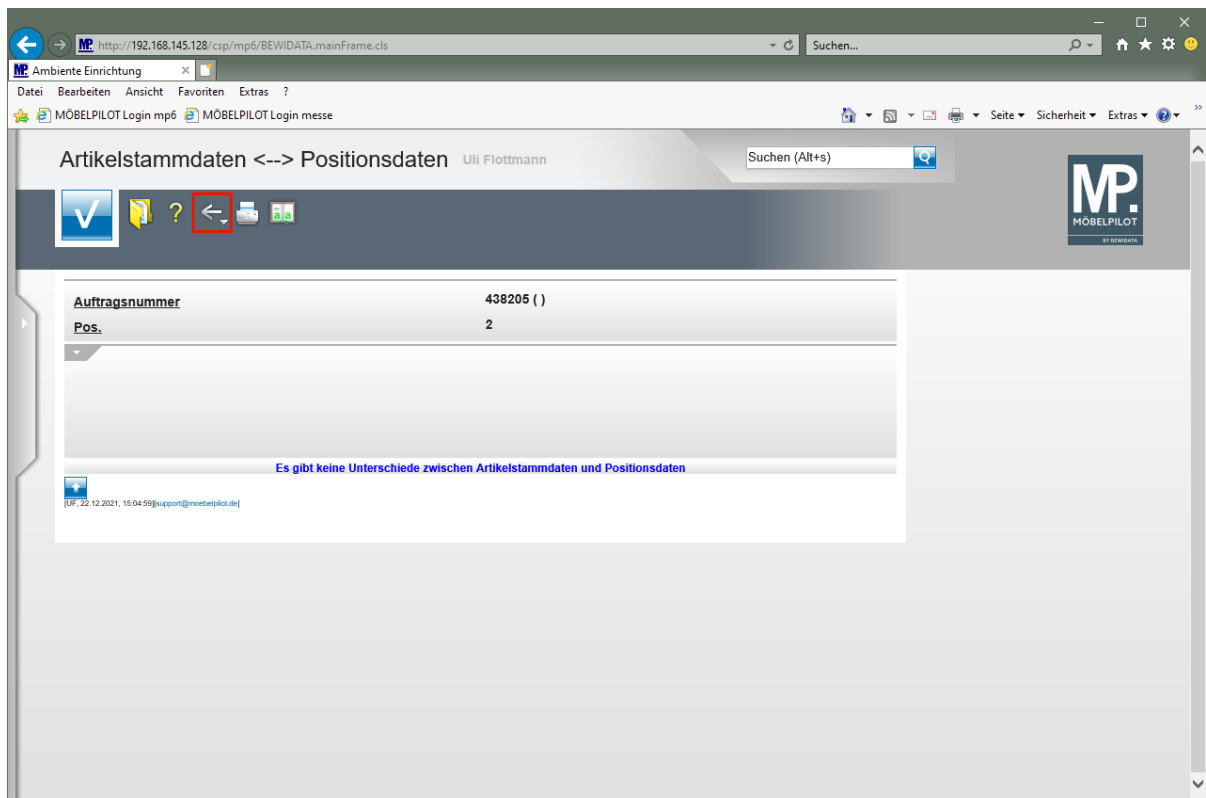 http://192.168.145.128/csp/mp6/BEWIDATA.mainFrame.cls
Suchen...
MP. Ambiente Einrichtung
Datei Bearbeiten Ansicht Favoriten Extras ?
MÖBELPILOT Login mp6 MÖBELPILOT Login messe
Seite Sicherheit Extras
Artikelstammdaten <--> Positionsdaten Uli Flottmann
Suchen (Alt+s)
MP.
MÖBELPILOT
BY BEWIDATA
Auftragsnummer 438205 ( )
Pos. 2
Es gibt keine Unterschiede zwischen Artikelstammdaten und Positionsdaten
[UF, 22.12.2021, 15:04:59][support@moebelpilot.de]